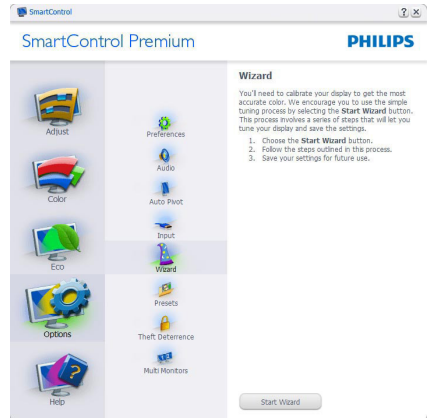 SmartControl
SmartControl Premium
PHILIPS
Adjust
Color
Eco
Options
Help
Preferences
Audio
Auto Pivot
Input
Wizard
Presets
Theft Deterrence
Multi Monitors
Wizard
You'll need to calibrate your display to get the most
accurate color. We encourage you to use the simple
tuning process by selecting the Start Wizard button.
This process involves a series of steps that will let you
tune your display and save the settings.
1. Choose the Start Wizard button.
2. Follow the steps outlined in this process.
3. Save your settings for future use.
Start Wizard